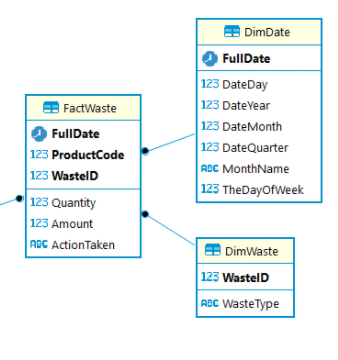 DimDate
FullDate
123 DateDay
123 DateYear
123 DateMonth
123 DateQuarter
ABC MonthName
123 TheDayOfWeek
FactWaste
FullDate
123 ProductCode
123 WasteID
123 Quantity
123 Amount
ABC ActionTaken
DimWaste
123 WasteID
ABC WasteType